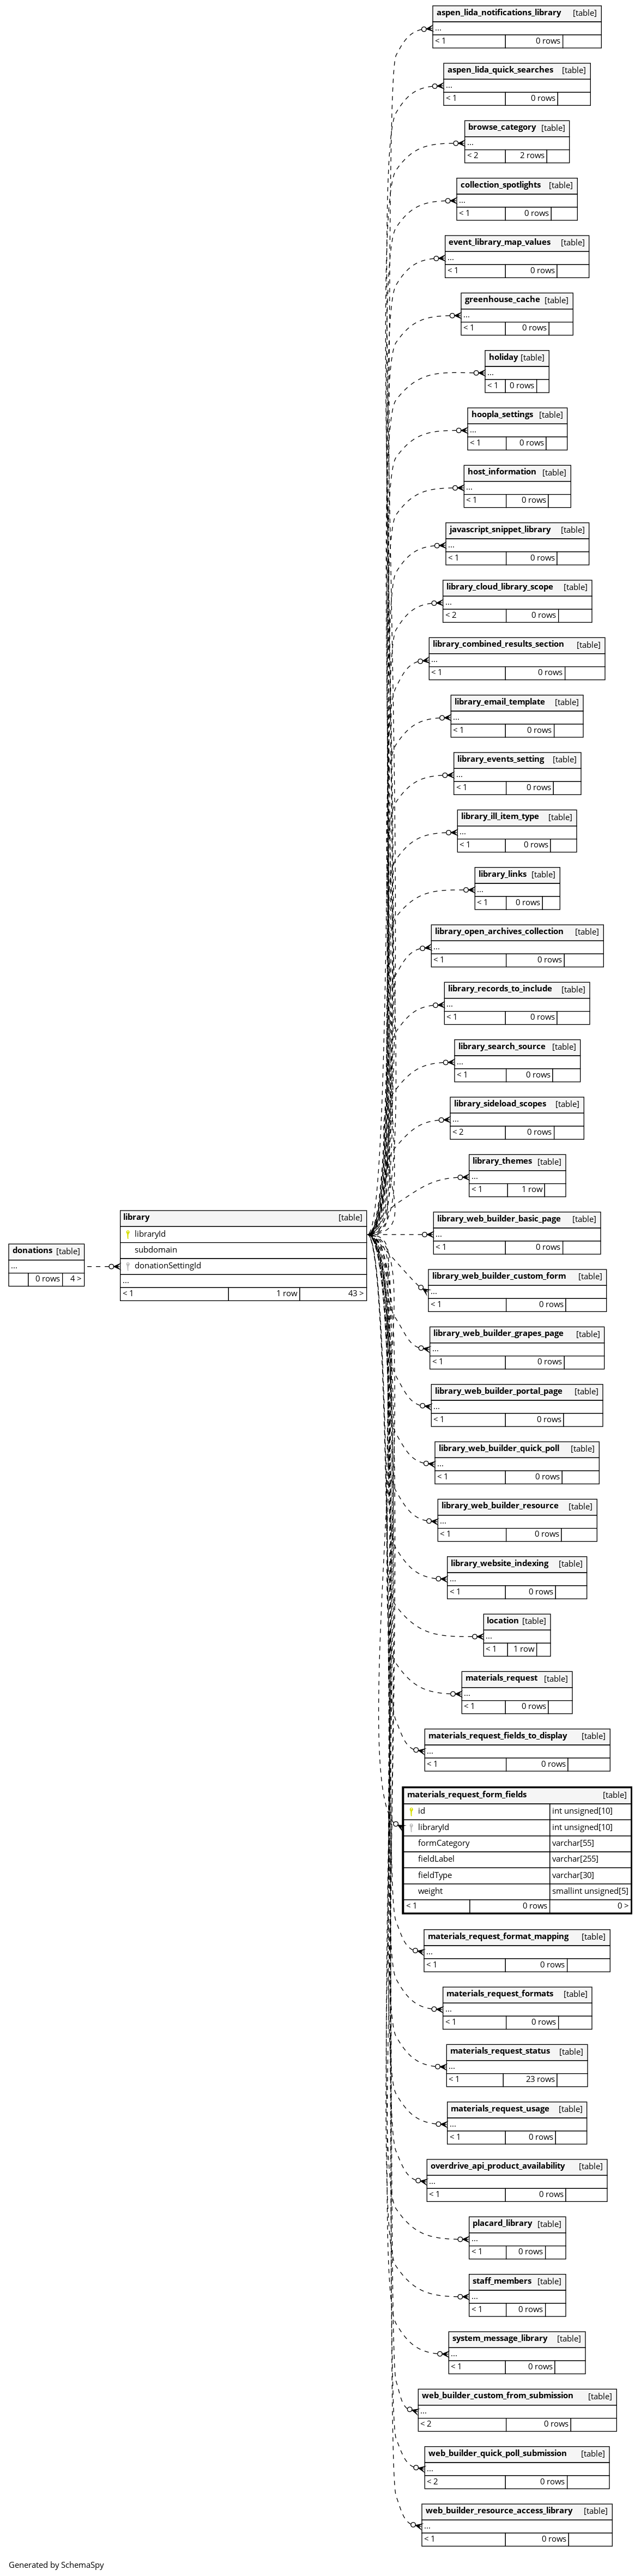 aspen_lida_notifications_library [table]
...
< 1 0 rows
aspen_lida_quick_searches [table]
...
< 1 0 rows
browse_category [table]
...
< 2 2 rows
collection_spotlights [table]
...
< 1 0 rows
event_library_map_values [table]
...
< 1 0 rows
greenhouse_cache [table]
...
< 1 0 rows
holiday [table]
...
< 1 0 rows
hoopla_settings [table]
...
< 1 0 rows
host_information [table]
...
< 1 0 rows
javascript_snippet_library [table]
...
< 1 0 rows
library_cloud_library_scope [table]
...
< 2 0 rows
library_combined_results_section [table]
...
< 1 0 rows
library_email_template [table]
...
< 1 0 rows
library_events_setting [table]
...
< 1 0 rows
library_ill_item_type [table]
...
< 1 0 rows
library_links [table]
...
< 1 0 rows
library_open_archives_collection [table]
...
< 1 0 rows
library_records_to_include [table]
...
< 1 0 rows
library_search_source [table]
...
< 1 0 rows
library_sideload_scopes [table]
...
< 2 0 rows
library_themes [table]
...
< 1 1 row
donations [table]
...
0 rows 4 >
library [table]
libraryId
subdomain
donationSettingId
...
< 1 1 row 43 >
library_web_builder_basic_page [table]
...
< 1 0 rows
library_web_builder_custom_form [table]
...
< 1 0 rows
library_web_builder_grapes_page [table]
...
< 1 0 rows
library_web_builder_portal_page [table]
...
< 1 0 rows
library_web_builder_quick_poll [table]
...
< 1 0 rows
library_web_builder_resource [table]
...
< 1 0 rows
library_website_indexing [table]
...
< 1 0 rows
location [table]
...
< 1 1 row
materials_request [table]
...
< 1 0 rows
materials_request_fields_to_display [table]
...
< 1 0 rows
materials_request_form_fields [table]
id int unsigned[10]
libraryId int unsigned[10]
formCategory varchar[55]
fieldLabel varchar[255]
fieldType varchar[30]
weight smallint unsigned[5]
< 1 0 rows 0 >
materials_request_format_mapping [table]
...
< 1 0 rows
materials_request_formats [table]
...
< 1 0 rows
materials_request_status [table]
...
< 1 23 rows
materials_request_usage [table]
...
< 1 0 rows
overdrive_api_product_availability [table]
...
< 1 0 rows
placard_library [table]
...
< 1 0 rows
staff_members [table]
...
< 1 0 rows
system_message_library [table]
...
< 1 0 rows
web_builder_custom_from_submission [table]
...
< 2 0 rows
web_builder_quick_poll_submission [table]
...
< 2 0 rows
web_builder_resource_access_library [table]
...
< 1 0 rows
Generated by SchemaSpy